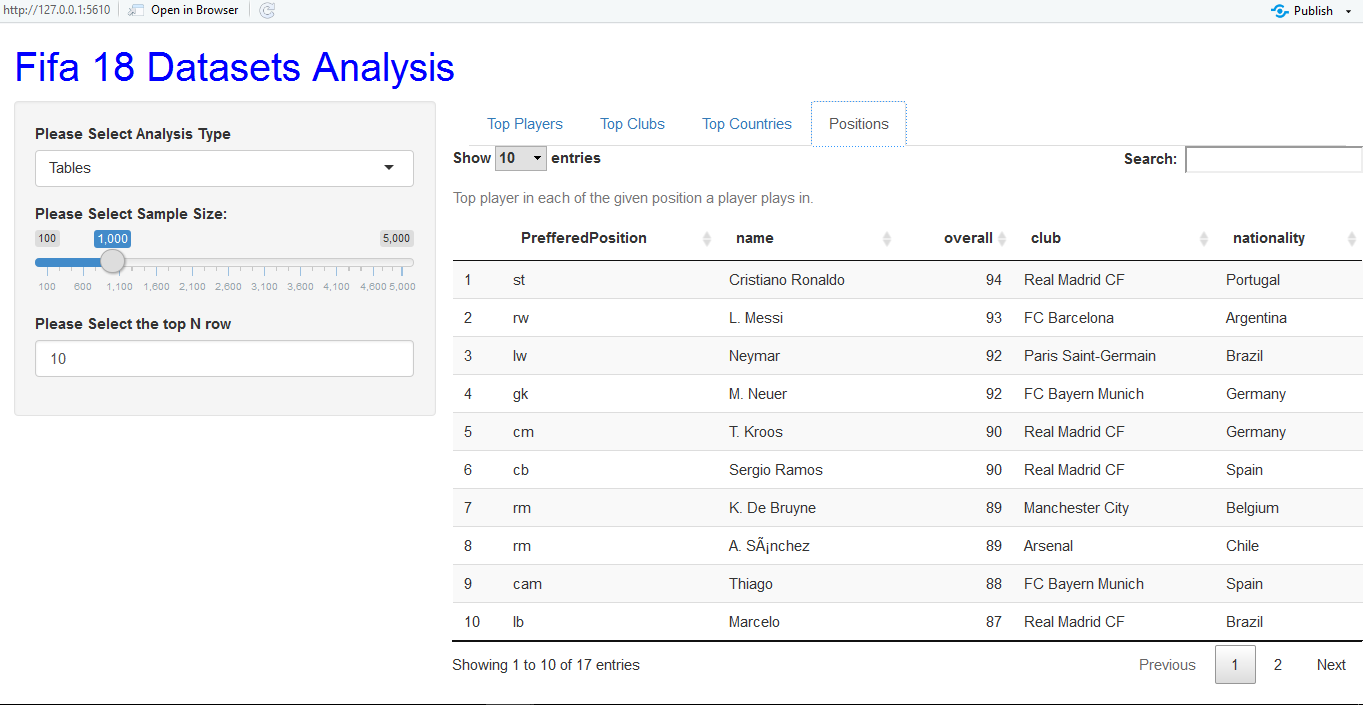 http://127.0.0.1:5610 Open in Browser Publish
Fifa 18 Datasets Analysis
Please Select Analysis Type
Tables
Please Select Sample Size:
100 1,000 5,000
100 600 1,100 1,600 2,100 2,600 3,100 3,600 4,100 4,600 5,000
Please Select the top N row
10
Top Players Top Clubs Top Countries Positions
Show 10 entries Search:
Top player in each of the given position a player plays in.
PrefferedPosition name overall club nationality
1 st Cristiano Ronaldo 94 Real Madrid CF Portugal
2 rw L. Messi 93 FC Barcelona Argentina
3 lw Neymar 92 Paris Saint-Germain Brazil
4 gk M. Neuer 92 FC Bayern Munich Germany
5 cm T. Kroos 90 Real Madrid CF Germany
6 cb Sergio Ramos 90 Real Madrid CF Spain
7 rm K. De Bruyne 89 Manchester City Belgium
8 rm A. SÃ¡nchez 89 Arsenal Chile
9 cam Thiago 88 FC Bayern Munich Spain
10 lb Marcelo 87 Real Madrid CF Brazil
Showing 1 to 10 of 17 entries Previous 1 2 Next